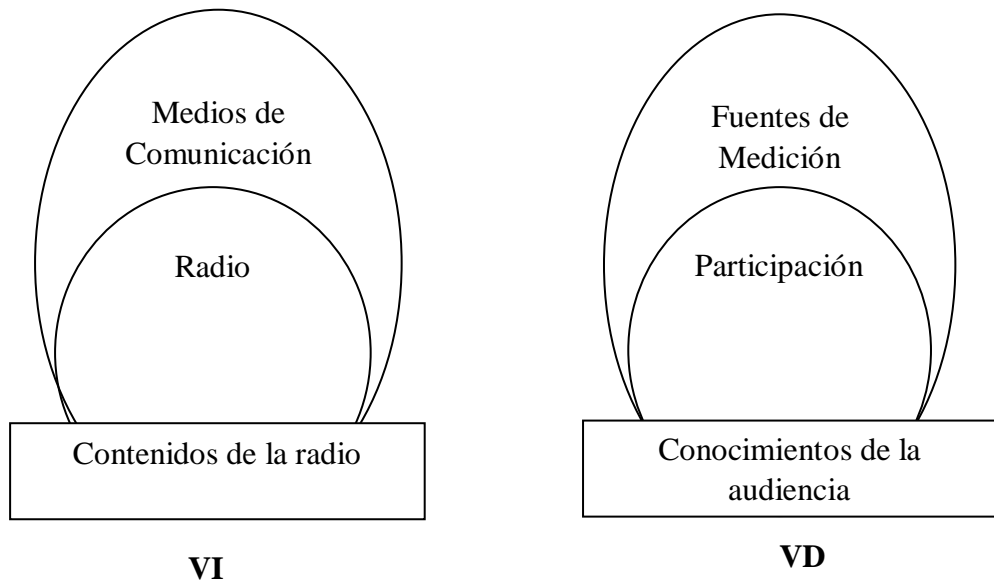 Medios de
Comunicación
Radio
Contenidos de la radio
VI
Fuentes de
Medición
Participación
Conocimientos de la
audiencia
VD